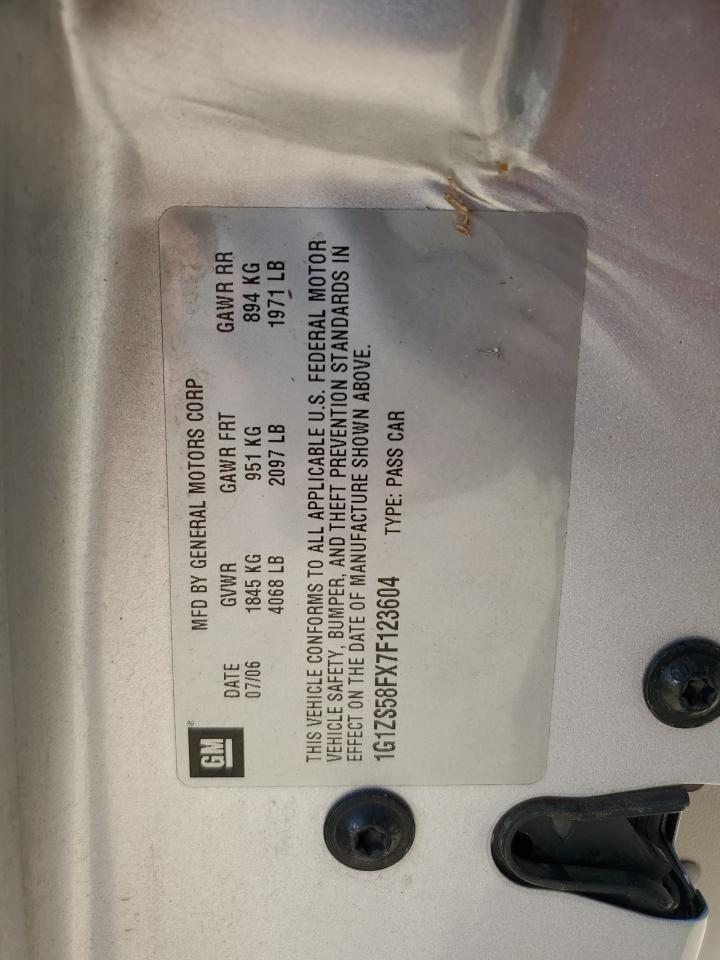 GM®
MFD BY GENERAL MOTORS CORP
DATE GVWR GAWR FRT GAWR RR
07/06 1845 KG 951 KG 894 KG
4068 LB 2097 LB 1971 LB
THIS VEHICLE CONFORMS TO ALL APPLICABLE U.S. FEDERAL MOTOR
VEHICLE SAFETY, BUMPER, AND THEFT PREVENTION STANDARDS IN
EFFECT ON THE DATE OF MANUFACTURE SHOWN ABOVE.
1G1ZS58FX7F123604 TYPE: PASS CAR